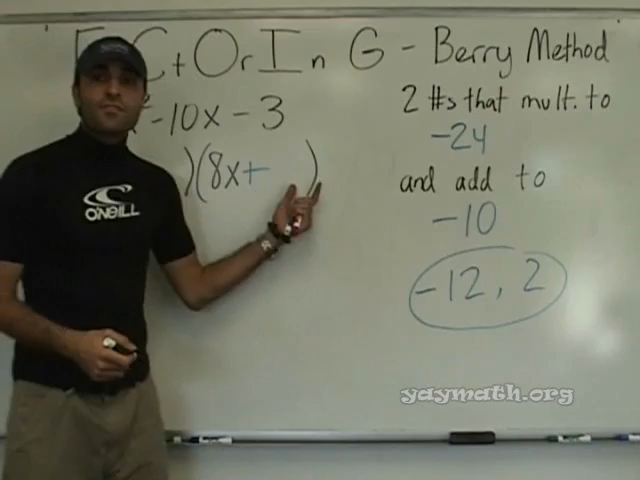 F C t O r I n G - Berry Method
² - 10x - 3
)(8x + )
2 #s that mult. to
-24
and add to
-10
-12, 2
O'NEILL
yaymath.org